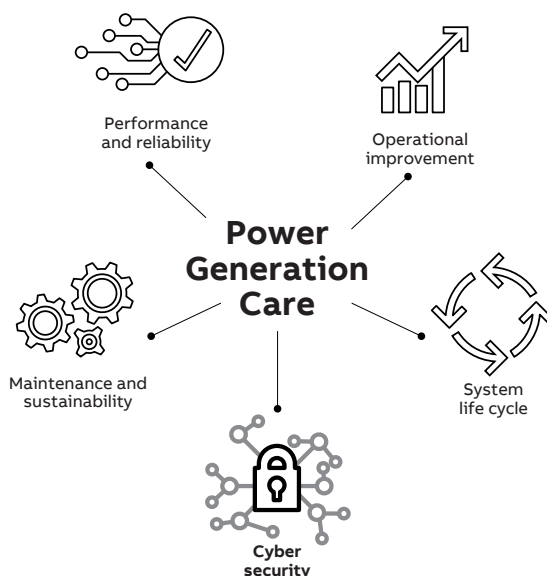 Performance
and reliability
Operational
improvement
Power
Generation
Care
Maintenance and
sustainability
System
life cycle
Cyber
security